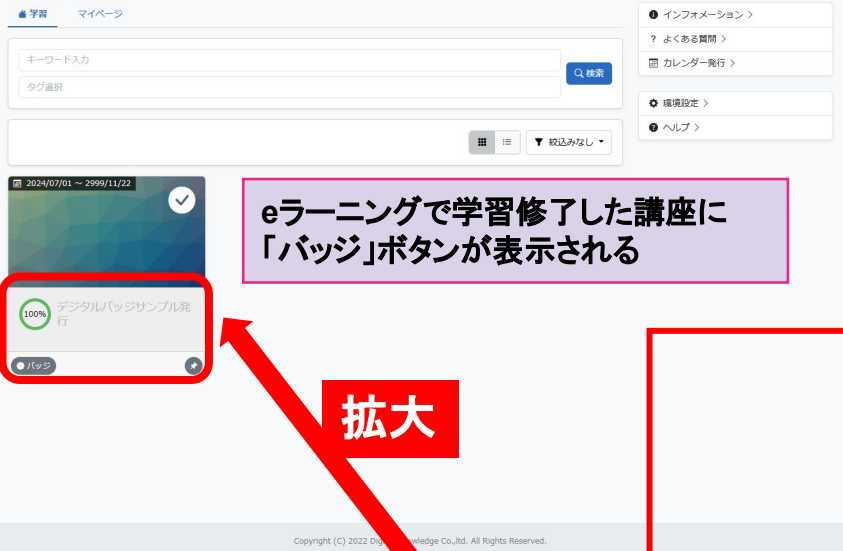 学習 マイページ
キーワード入力
検索
タグ選択
絞込みなし
インフォメーション
? よくある質問
カレンダー発行
環境設定
ヘルプ
2024/07/01 ～ 2999/11/22
eラーニングで学習修了した講座に
「バッジ」ボタンが表示される
100%
デジタルバッジサンプル発
行
バッジ
拡大
Copyright (C) 2022 Co.,ltd. All Rights Reserved.